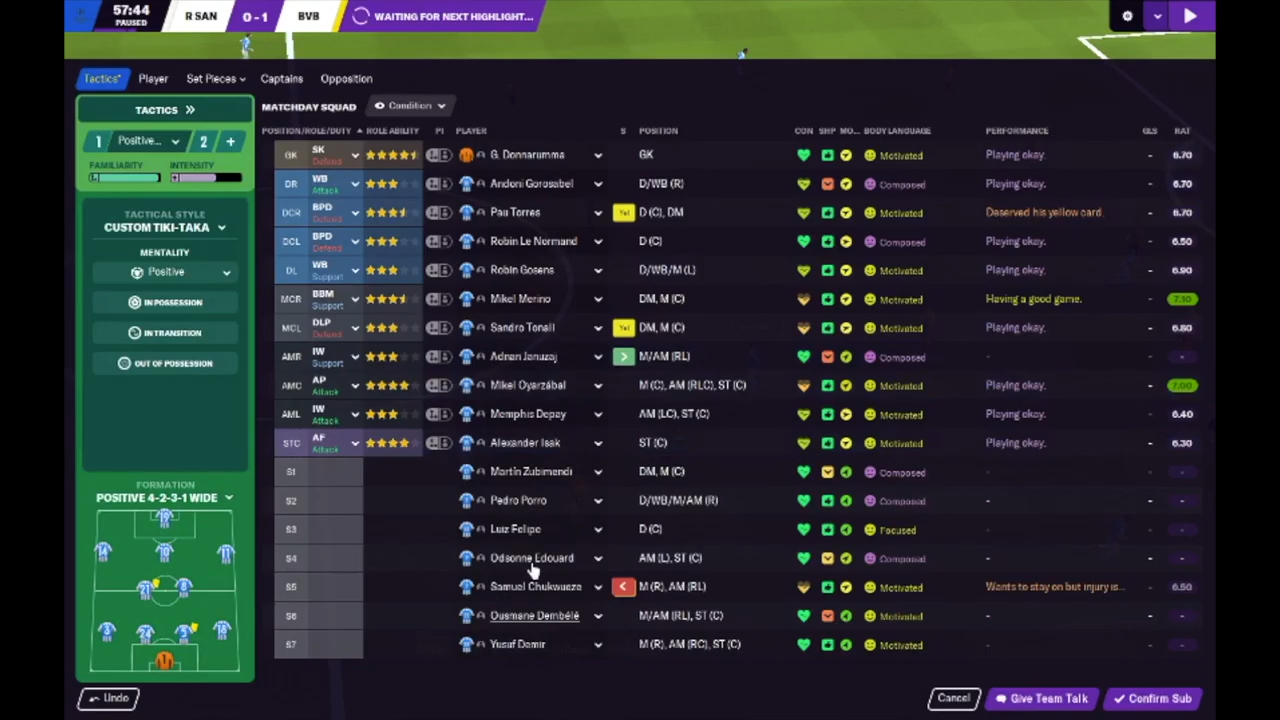 57:44
PAUSED
R SAN 0 - 1 BVB
WAITING FOR NEXT HIGHLIGHT...
Tactics* Player Set Pieces Captains Opposition
TACTICS
1 Positive... 2 +
FAMILIARITY INTENSITY
TACTICAL STYLE
CUSTOM TIKI-TAKA
MENTALITY
Positive
IN POSSESSION
IN TRANSITION
OUT OF POSSESSION
FORMATION
POSITIVE 4-2-3-1 WIDE
MATCHDAY SQUAD Condition
POSITION/ROLE/DUTY ROLE ABILITY PI PLAYER S POSITION CON SHP MO... BODY LANGUAGE PERFORMANCE GLS RAT
GK SK Defend G. Donnarumma GK Motivated Playing okay. - 6.70
DR WB Attack Andoni Gorosabel D/WB (R) Composed Playing okay. - 6.70
DCR BPD Defend Pau Torres Yel D (C), DM Motivated Deserved his yellow card. - 6.70
DCL BPD Defend Robin Le Normand D (C) Composed Playing okay. - 6.50
DL WB Support Robin Gosens D/WB/M (L) Motivated Playing okay. - 6.90
MCR BBM Support Mikel Merino DM, M (C) Motivated Having a good game. - 7.10
MCL DLP Defend Sandro Tonali Yel DM, M (C) Motivated Playing okay. - 6.80
AMR IW Support Adnan Januzaj M/AM (RL) Composed - - -
AMC AP Attack Mikel Oyarzábal M (C), AM (RLC), ST (C) Motivated Playing okay. - 7.00
AML IW Attack Memphis Depay AM (LC), ST (C) Motivated Playing okay. - 6.40
STC AF Attack Alexander Isak ST (C) Motivated Playing okay. - 6.30
S1 Martín Zubimendi DM, M (C) Composed - - -
S2 Pedro Porro D/WB/M/AM (R) Composed - - -
S3 Luiz Felipe D (C) Focused - - -
S4 Odsonne Edouard AM (L), ST (C) Composed - - -
S5 Samuel Chukwueze M (R), AM (RL) Motivated Wants to stay on but injury is... - 6.50
S6 Ousmane Dembélé M/AM (RL), ST (C) Motivated - - -
S7 Yusuf Demir M (R), AM (RC), ST (C) Motivated - - -
Undo Cancel Give Team Talk Confirm Sub